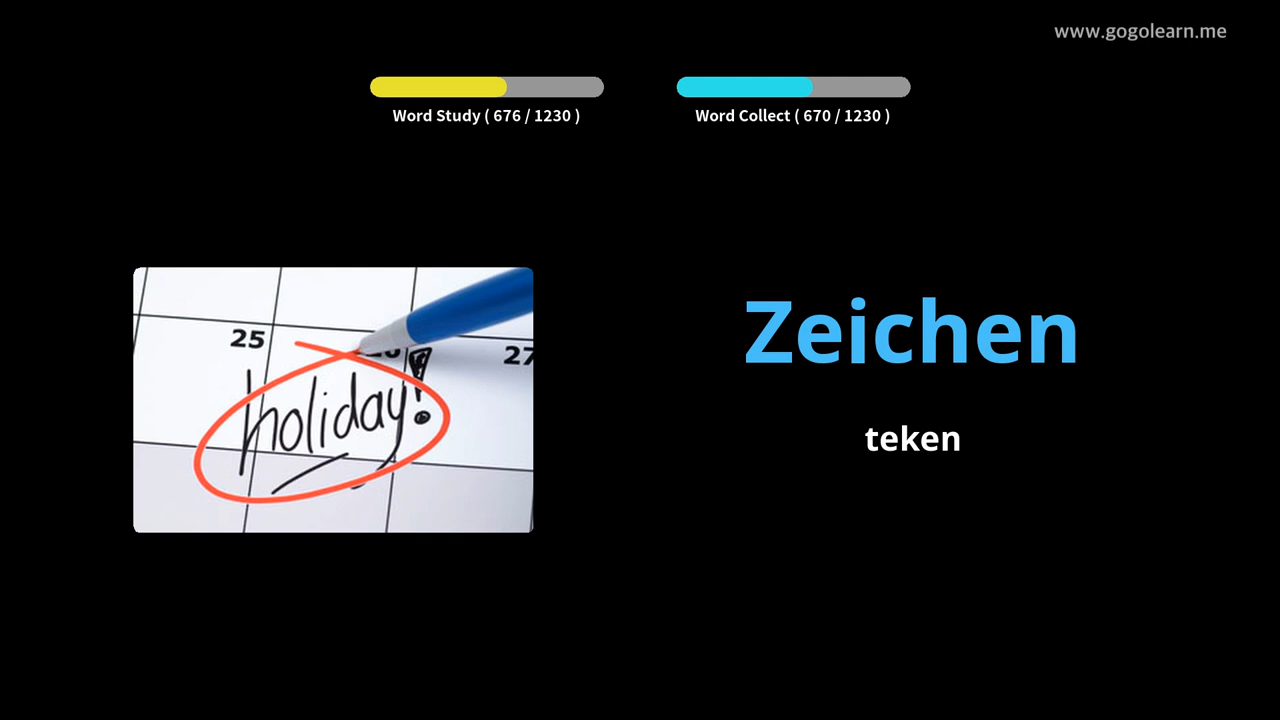 www.gogolearn.me
Word Study ( 676 / 1230 )
Word Collect ( 670 / 1230 )
25
27
holiday!
Zeichen
teken